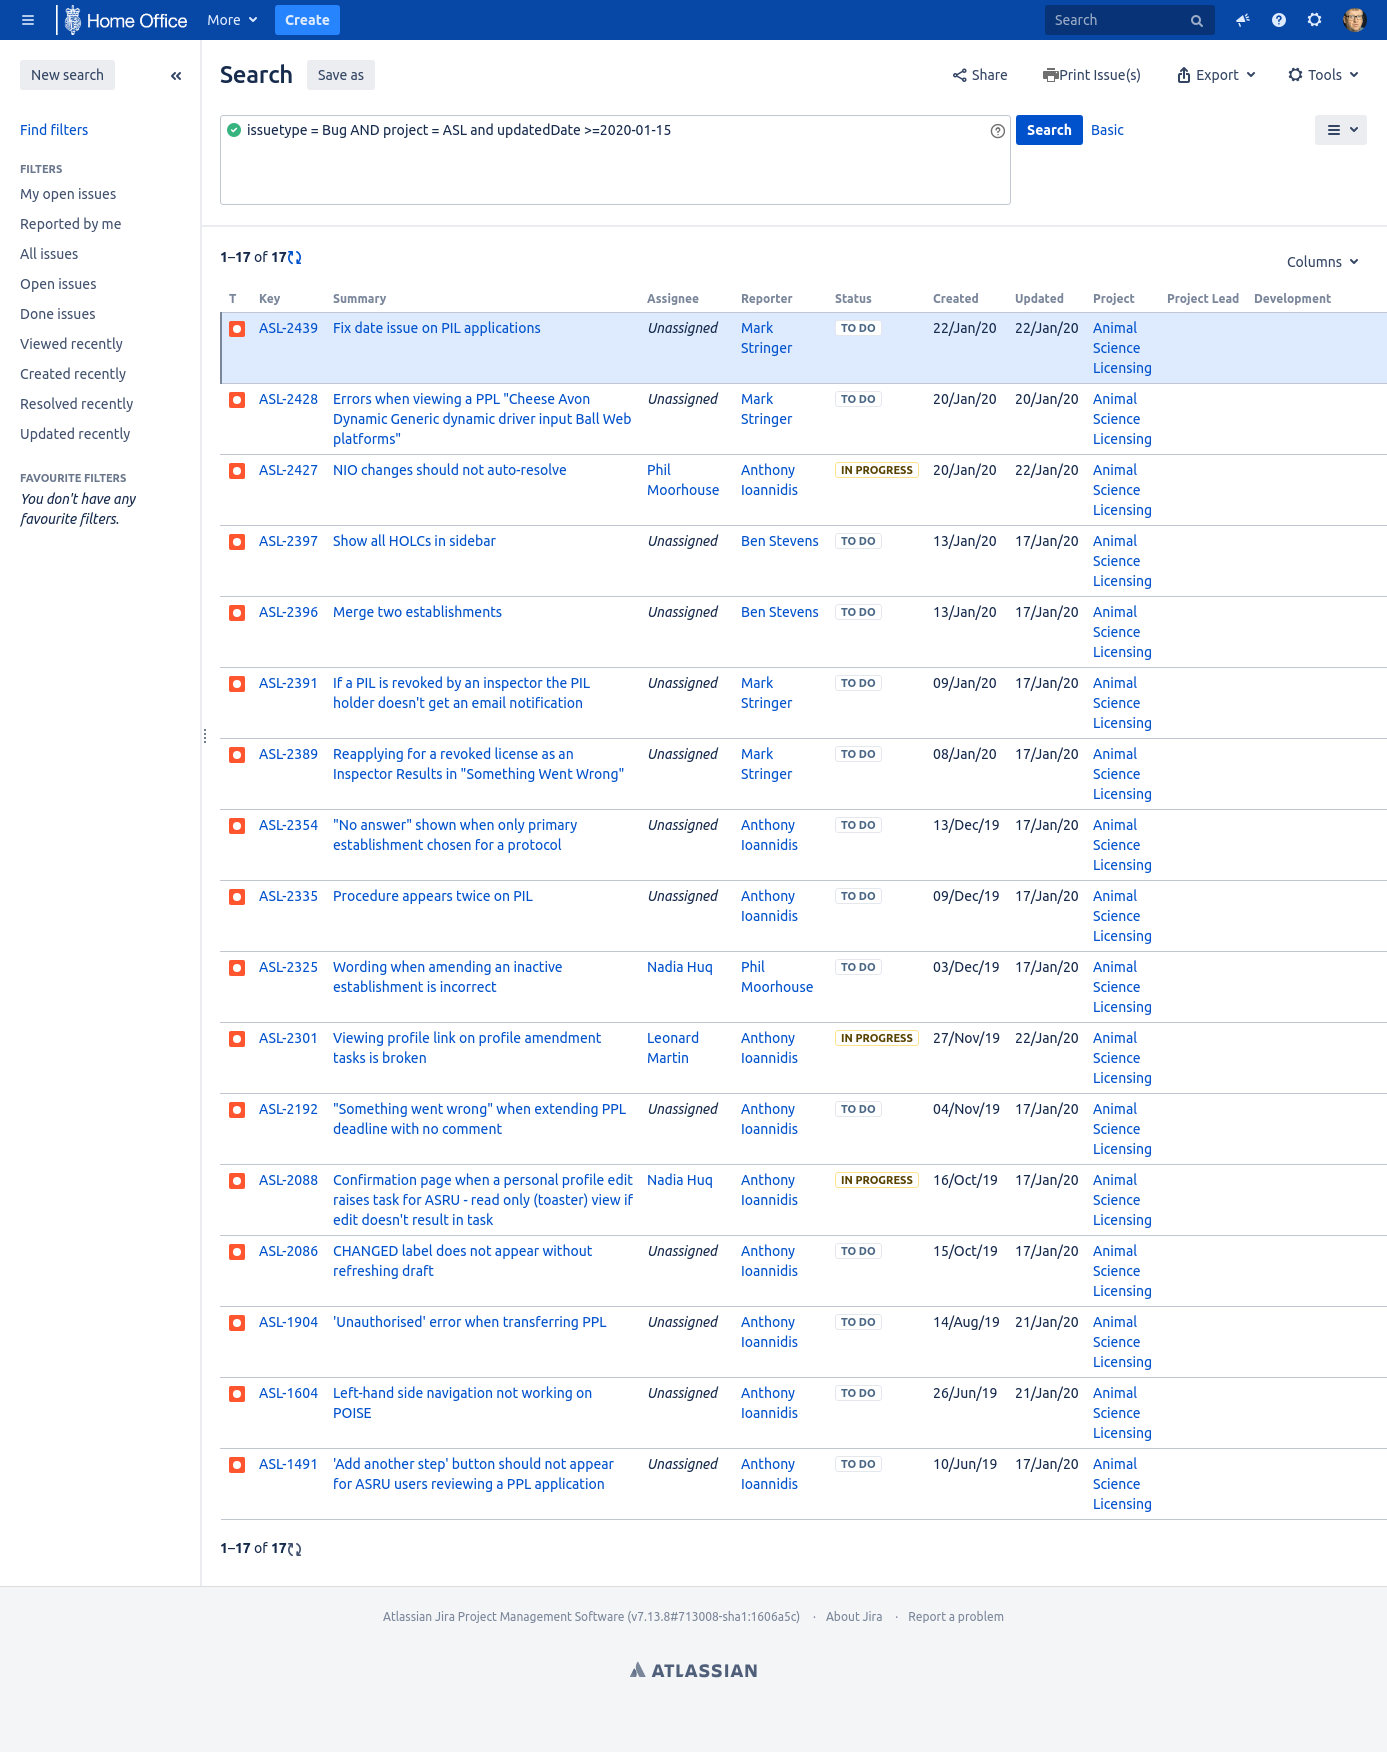 Home Office More Create Search
New search
Find filters
FILTERS
My open issues
Reported by me
All issues
Open issues
Done issues
Viewed recently
Created recently
Resolved recently
Updated recently
FAVOURITE FILTERS
You don't have any
favourite filters.
Search Save as Share Print Issue(s) Export Tools
issuetype = Bug AND project = ASL and updatedDate >=2020-01-15 Search Basic
1–17 of 17
Columns
T Key Summary Assignee Reporter Status Created Updated Project Project Lead Development
ASL-2439 Fix date issue on PIL applications Unassigned Mark TO DO 22/Jan/20 22/Jan/20 Animal
Stringer Science
Licensing
ASL-2428 Errors when viewing a PPL "Cheese Avon Unassigned Mark TO DO 20/Jan/20 20/Jan/20 Animal
Dynamic Generic dynamic driver input Ball Web Stringer Science
platforms" Licensing
ASL-2427 NIO changes should not auto-resolve Phil Anthony IN PROGRESS 20/Jan/20 22/Jan/20 Animal
Moorhouse Ioannidis Science
Licensing
ASL-2397 Show all HOLCs in sidebar Unassigned Ben Stevens TO DO 13/Jan/20 17/Jan/20 Animal
Science
Licensing
ASL-2396 Merge two establishments Unassigned Ben Stevens TO DO 13/Jan/20 17/Jan/20 Animal
Science
Licensing
ASL-2391 If a PIL is revoked by an inspector the PIL Unassigned Mark TO DO 09/Jan/20 17/Jan/20 Animal
holder doesn't get an email notification Stringer Science
Licensing
ASL-2389 Reapplying for a revoked license as an Unassigned Mark TO DO 08/Jan/20 17/Jan/20 Animal
Inspector Results in "Something Went Wrong" Stringer Science
Licensing
ASL-2354 "No answer" shown when only primary Unassigned Anthony TO DO 13/Dec/19 17/Jan/20 Animal
establishment chosen for a protocol Ioannidis Science
Licensing
ASL-2335 Procedure appears twice on PIL Unassigned Anthony TO DO 09/Dec/19 17/Jan/20 Animal
Ioannidis Science
Licensing
ASL-2325 Wording when amending an inactive Nadia Huq Phil TO DO 03/Dec/19 17/Jan/20 Animal
establishment is incorrect Moorhouse Science
Licensing
ASL-2301 Viewing profile link on profile amendment Leonard Anthony IN PROGRESS 27/Nov/19 22/Jan/20 Animal
tasks is broken Martin Ioannidis Science
Licensing
ASL-2192 "Something went wrong" when extending PPL Unassigned Anthony TO DO 04/Nov/19 17/Jan/20 Animal
deadline with no comment Ioannidis Science
Licensing
ASL-2088 Confirmation page when a personal profile edit Nadia Huq Anthony IN PROGRESS 16/Oct/19 17/Jan/20 Animal
raises task for ASRU - read only (toaster) view if Ioannidis Science
edit doesn't result in task Licensing
ASL-2086 CHANGED label does not appear without Unassigned Anthony TO DO 15/Oct/19 17/Jan/20 Animal
refreshing draft Ioannidis Science
Licensing
ASL-1904 'Unauthorised' error when transferring PPL Unassigned Anthony TO DO 14/Aug/19 21/Jan/20 Animal
Ioannidis Science
Licensing
ASL-1604 Left-hand side navigation not working on Unassigned Anthony TO DO 26/Jun/19 21/Jan/20 Animal
POISE Ioannidis Science
Licensing
ASL-1491 'Add another step' button should not appear Unassigned Anthony TO DO 10/Jun/19 17/Jan/20 Animal
for ASRU users reviewing a PPL application Ioannidis Science
Licensing
1–17 of 17
Atlassian Jira Project Management Software (v7.13.8#713008-sha1:1606a5c) · About Jira · Report a problem
ATLASSIAN